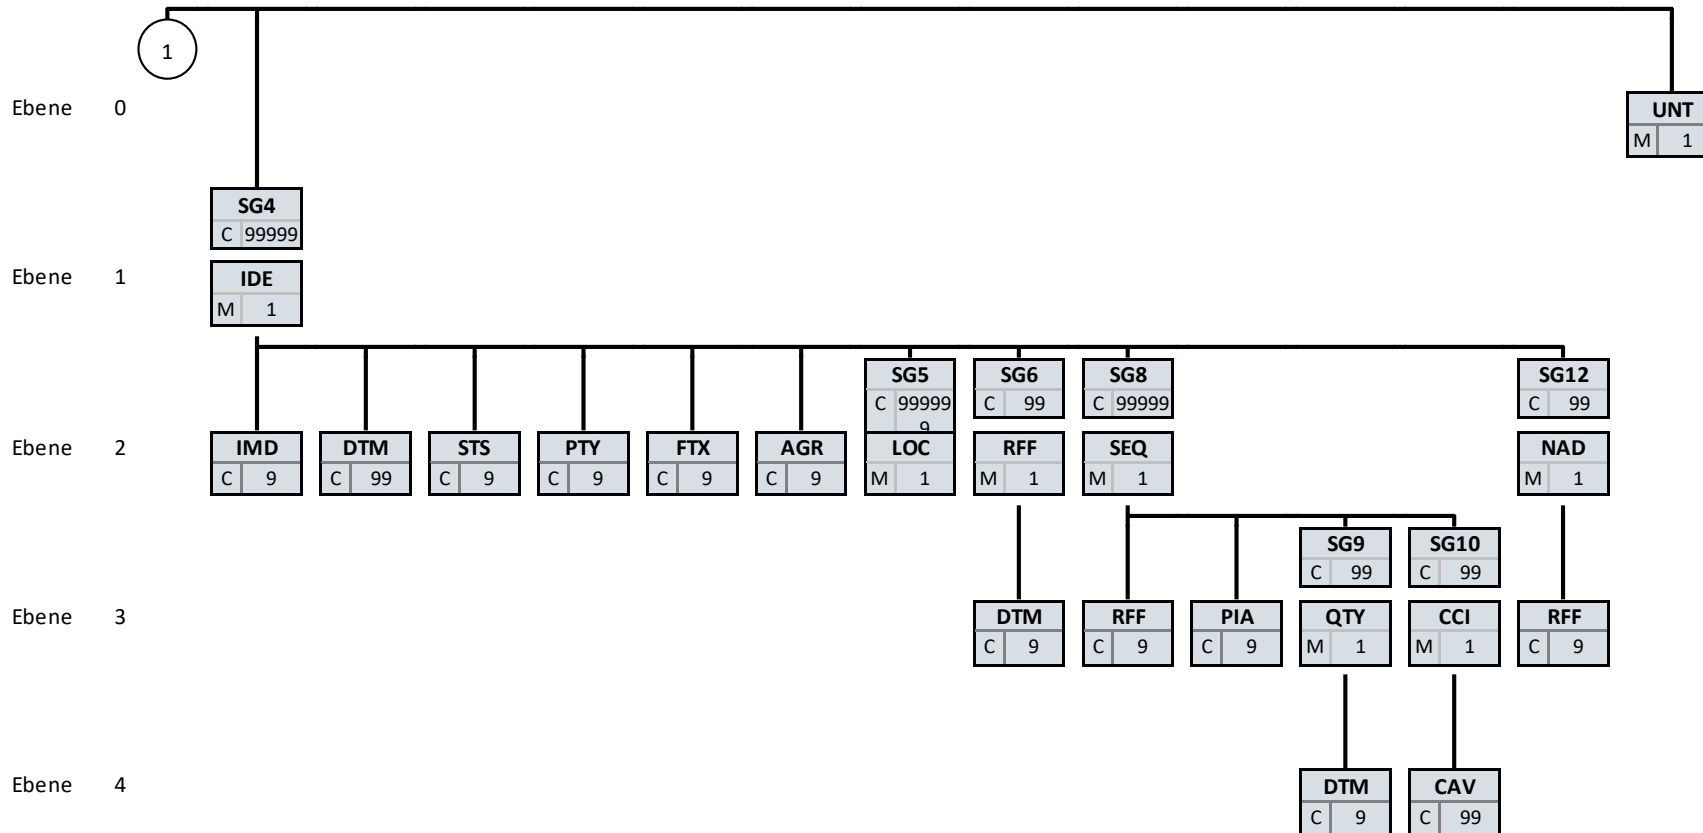 1
Ebene 0
UNT
M 1
SG4
C 99999
Ebene 1
IDE
M 1
SG5 SG6 SG8 SG12
C 99999 C 99 C 99999 C 99
9
Ebene 2 IMD DTM STS PTY FTX AGR LOC RFF SEQ NAD
C 9 C 99 C 9 C 9 C 9 C 9 M 1 M 1 M 1 M 1
SG9 SG10
C 99 C 99
Ebene 3 DTM RFF PIA QTY CCI RFF
C 9 C 9 C 9 M 1 M 1 C 9
Ebene 4 DTM CAV
C 9 C 99